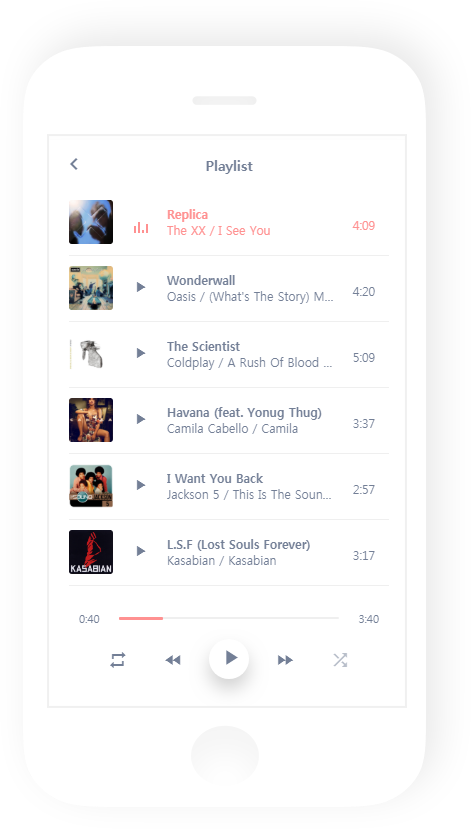 Playlist
Replica
The XX / I See You
4:09
Wonderwall
Oasis / (What's The Story) M...
4:20
The Scientist
Coldplay / A Rush Of Blood ...
5:09
Havana (feat. Yonug Thug)
Camila Cabello / Camila
3:37
I Want You Back
Jackson 5 / This Is The Soun...
2:57
L.S.F (Lost Souls Forever)
Kasabian / Kasabian
3:17
KASABIAN
0:40
3:40